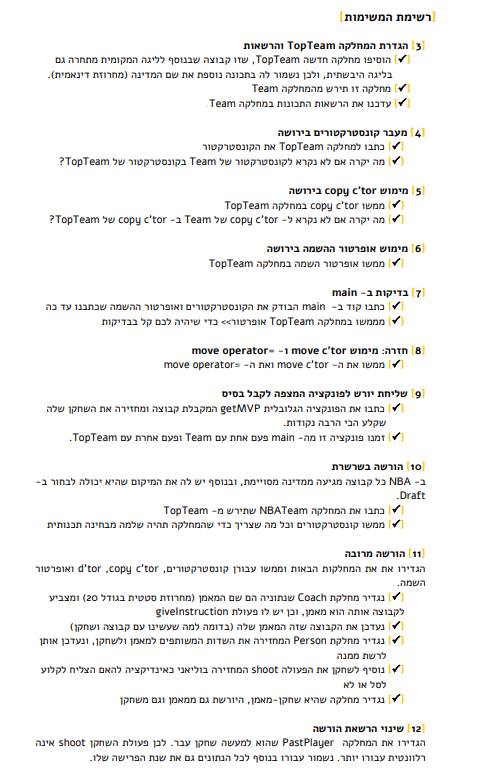 [רשימת המשימות]
[3] הגדרת המחלקה TopTeam והרשאות
הוסיפו מחלקה חדשה TopTeam, שזו קבוצה שבנוסף לליגה המקומית מתחרה גם
בליגה היבשתית, ולכן נשמור לה בתכונה נוספת את שם המדינה (מחרוזת דינאמית).
מחלקה זו תירש מהמחלקה Team
עדכנו את הרשאות התכונות במחלקה Team.
[4] מעבר קונסטרקטורים בירושה
כתבו למחלקה TopTeam את הקונסטרקטור
מה יקרה אם לא נקרא לקונסטרקטור של Team בקונסטרקטור של TopTeam?
[5] מימוש copy c'tor בירושה
ממשו copy c'tor במחלקה TopTeam
מה יקרה אם לא נקרא ל- copy c'tor של Team ב- copy c'tor של TopTeam?
[6] מימוש אופרטור ההשמה בירושה
ממשו אופרטור השמה במחלקה TopTeam
[7] בדיקות ב- main
כתבו קוד ב- main הבודק את הקונסטרקטורים ואופרטור ההשמה שכתבנו עד כה
מממשו במחלקה TopTeam אופרטור>> כדי שיהיה לכם קל בבדיקות
[8] חזרה: מימוש move c'tor ו- =move operator
ממשו את ה- move c'tor ואת ה- =move operator
[9] שליחת יורש לפונקציה המצפה לקבל בסיס
כתבו את הפונקציה הגלובלית getMVP המקבלת קבוצה ומחזירה את השחקן שלה
שקלע הכי הרבה נקודות.
זמנו פונקציה זו מה- main פעם אחת עם Team ופעם אחרת עם TopTeam.
[10] הורשה בשרשרת
ב- NBA כל קבוצה מגיעה ממדינה מסויימת, ובנוסף יש לה את המיקום שהיא יכולה לבחור ב-
Draft.
כתבו את המחלקה NBATeam שתירש מ- TopTeam
ממשו קונסטרקטורים וכל מה שצריך כדי שהמחלקה תהיה שלמה מבחינה תכנותית
[11] הורשה מרובה
הגדירו את את המחלקות הבאות וממשו עבורן קונסטרקטורים, copy c'tor, ‏d'tor ואופרטור
השמה.
נגדיר מחלקת Coach שנתוניה הם שם המאמן (מחרוזת סטטית בגודל 20) ומצביע
לקבוצה אותה הוא מאמן, וכן יש לו פעולת giveInstruction
נעדכן את הקבוצה שזה המאמן שלה (בדומה למה שעשינו עם קבוצה ושחקן)
נגדיר מחלקת Person המחזירה את השדות המשותפים למאמן ולשחקן, ונעדכן אותן
לרשת ממנה
נוסיף לשחקן את הפעולה shoot המחזירה בוליאני כאינדיקציה להאם הצליח לקלוע
לסל או לא
נגדיר מחלקה שהיא שחקן-מאמן, היורשת גם ממאמן וגם משחקן
[12] שינוי הרשאת הורשה
הגדירו את המחלקה PastPlayer שהוא למעשה שחקן עבר. לכן פעולת השחקן shoot אינה
רלוונטית עבורו יותר. נשמור עבורו בנוסף לכל הנתונים גם את שנת הפרישה שלו.